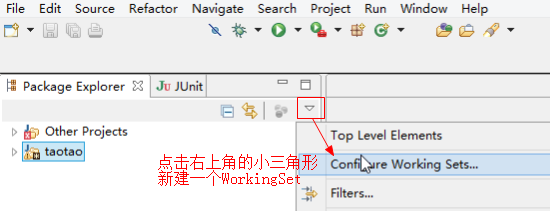 File Edit Source Refactor Navigate Search Project Run Window Help
Package Explorer JUnit
Other Projects
taotao
Top Level Elements
Configure Working Sets...
Filters...
点击右上角的小三角形
新建一个WorkingSet